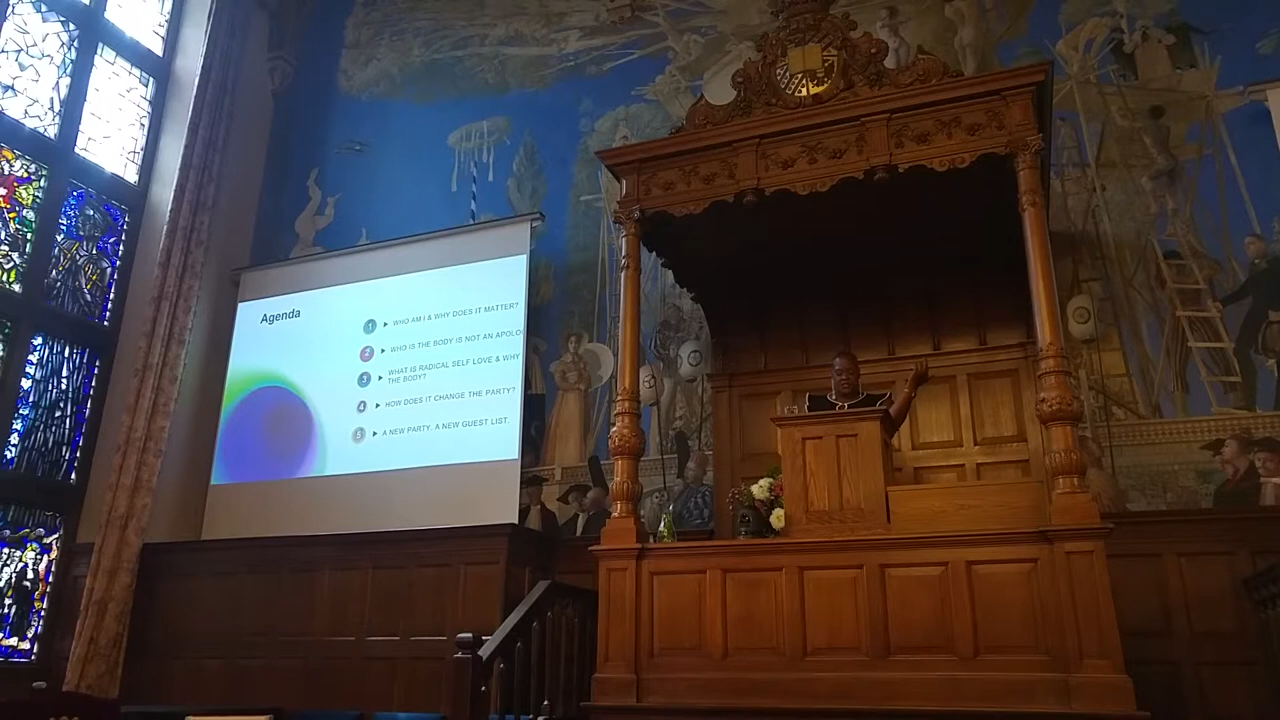 Agenda
1 WHO AM I & WHY DOES IT MATTER?
2 WHO IS THE BODY IS NOT AN APOLO
3 WHAT IS RADICAL SELF LOVE & WHY
THE BODY?
4 HOW DOES IT CHANGE THE PARTY?
5 A NEW PARTY. A NEW GUEST LIST.